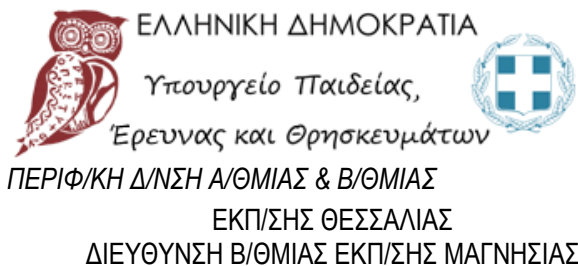 ΕΛΛΗΝΙΚΗ ΔΗΜΟΚΡΑΤΙΑ
Υπουργείο Παιδείας,
Έρευνας και Θρησκευμάτων
ΠΕΡΙΦ/ΚΗ Δ/ΝΣΗ Α/ΘΜΙΑΣ & Β/ΘΜΙΑΣ
ΕΚΠ/ΣΗΣ ΘΕΣΣΑΛΙΑΣ
ΔΙΕΥΘΥΝΣΗ Β/ΘΜΙΑΣ ΕΚΠ/ΣΗΣ ΜΑΓΝΗΣΙΑΣ